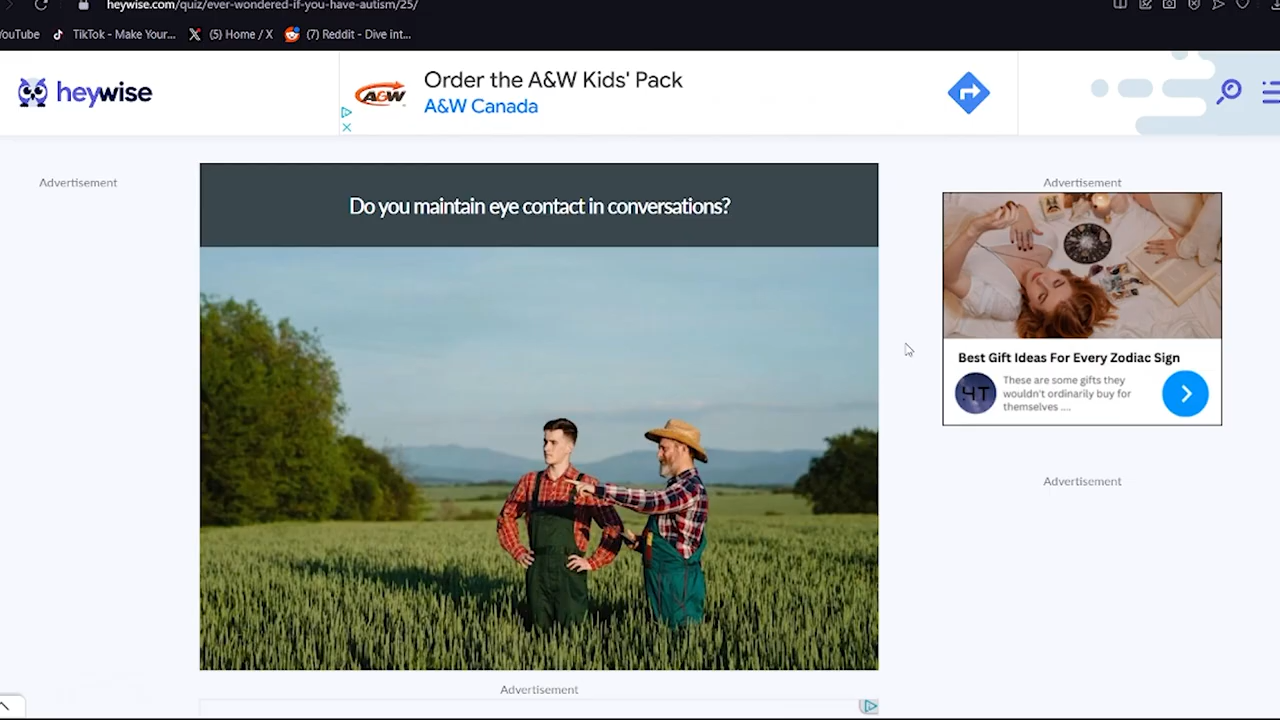 heywise.com/quiz/ever-wondered-if-you-have-autism/25/
YouTube
TikTok - Make Your...
(5) Home / X
(7) Reddit - Dive int...
heywise
A&W
Order the A&W Kids' Pack
A&W Canada
Advertisement
Do you maintain eye contact in conversations?
Advertisement
Best Gift Ideas For Every Zodiac Sign
4T
These are some gifts they
wouldn't ordinarily buy for
themselves ....
Advertisement
Advertisement